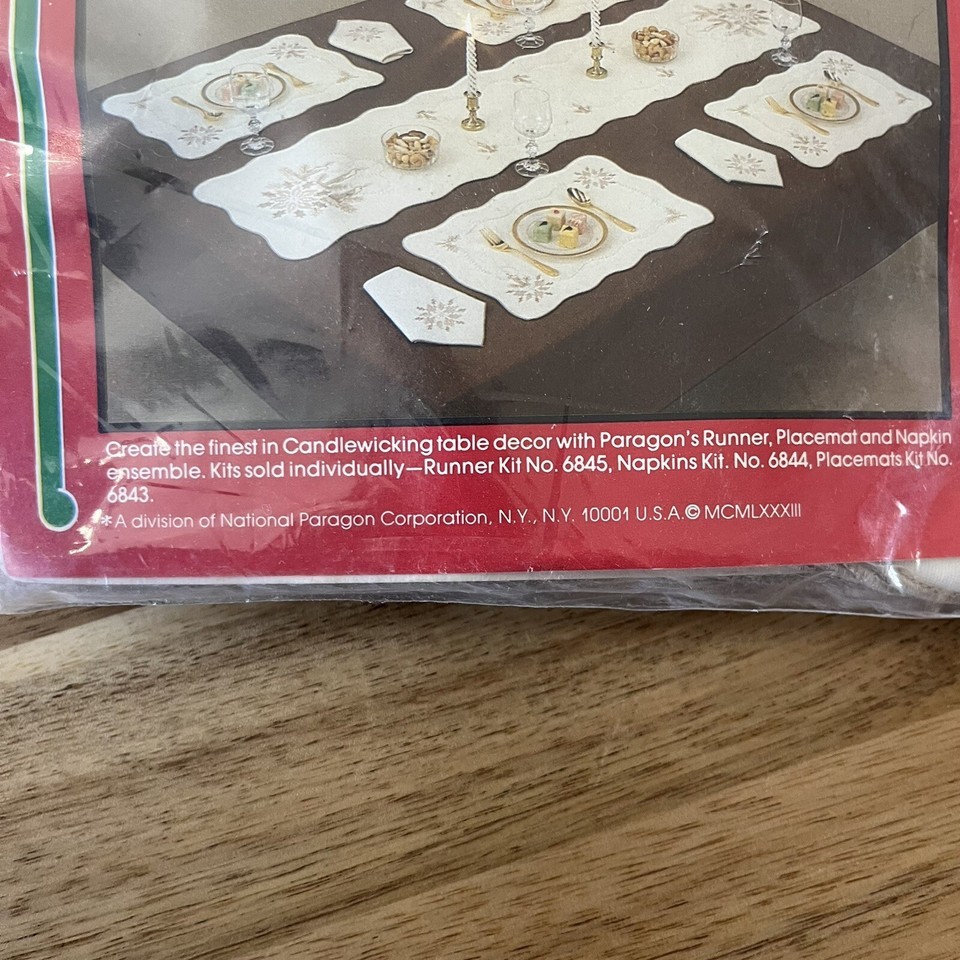 Create the finest in Candlewicking table decor with Paragon's Runner, Placemat and Napkin
ensemble. Kits sold individually—Runner Kit No. 6845, Napkins Kit. No. 6844, Placemats Kit No.
6843.
*A division of National Paragon Corporation, N.Y., N.Y. 10001 U.S.A.© MCMLXXXIII